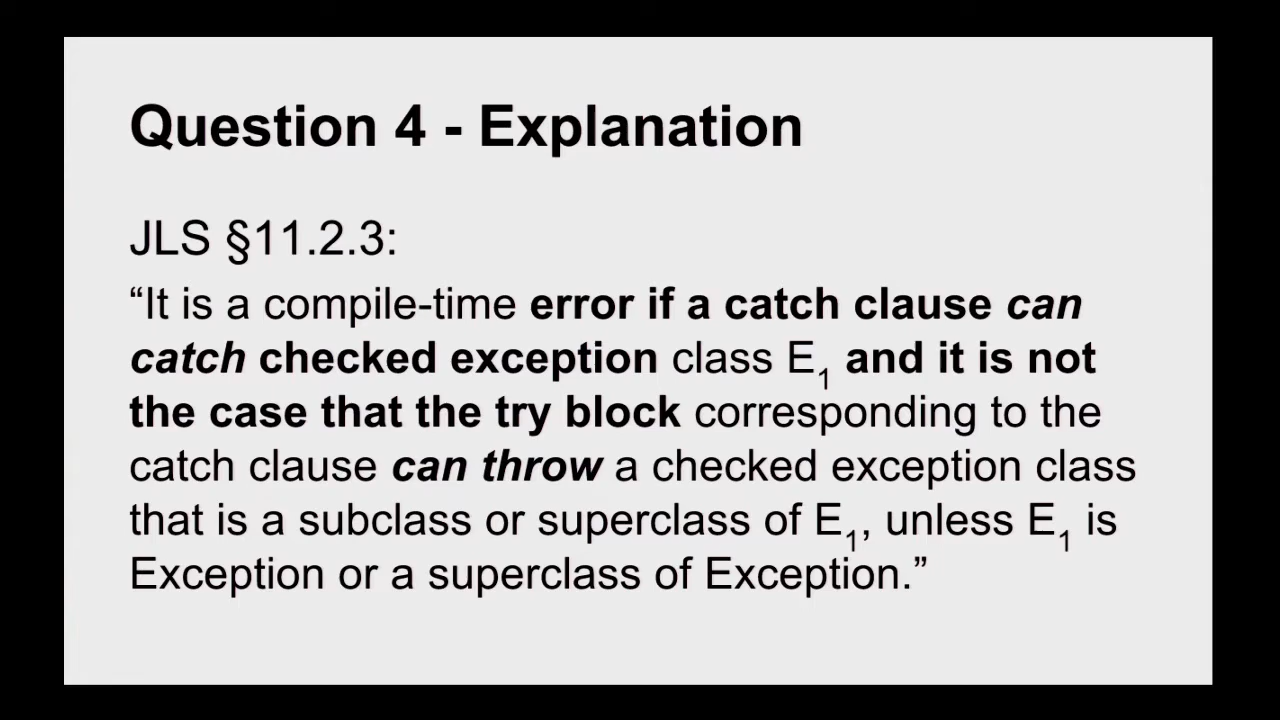 Question 4 - Explanation
JLS §11.2.3:
“It is a compile-time error if a catch clause can
catch checked exception class E1 and it is not
the case that the try block corresponding to the
catch clause can throw a checked exception class
that is a subclass or superclass of E1, unless E1 is
Exception or a superclass of Exception.”